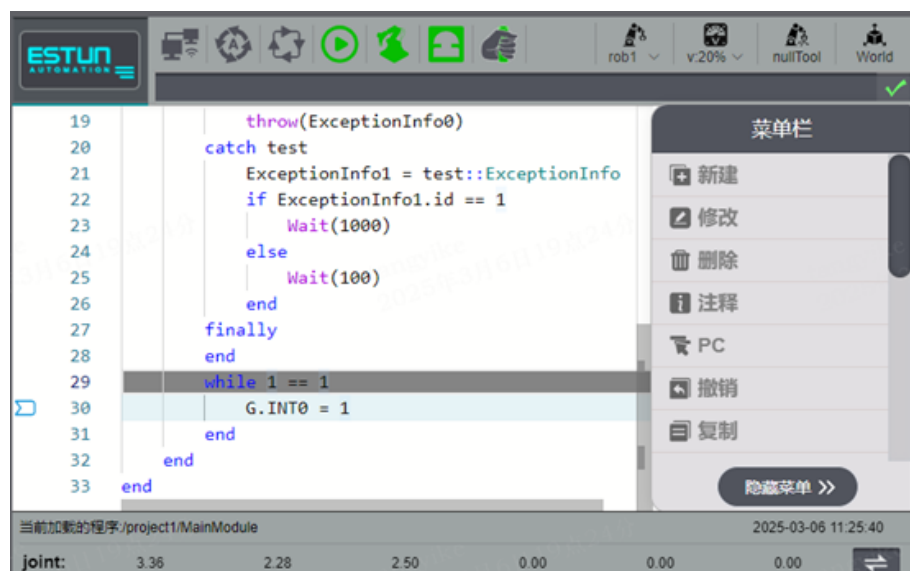 ESTUN
AUTOMATION
A
rob1
v:20%
nullTool
World
19 throw(ExceptionInfo0)
20 catch test
21 ExceptionInfo1 = test::ExceptionInfo
22 if ExceptionInfo1.id == 1
23 Wait(1000)
24 else
25 Wait(100)
26 end
27 finally
28 end
29 while 1 == 1
30 G.INT0 = 1
31 end
32 end
33 end
菜单栏
新建
修改
删除
注释
PC
撤销
复制
隐藏菜单
当前加载的程序:/project1/MainModule
2025-03-06 11:25:40
joint: 3.36 2.28 2.50 0.00 0.00 0.00